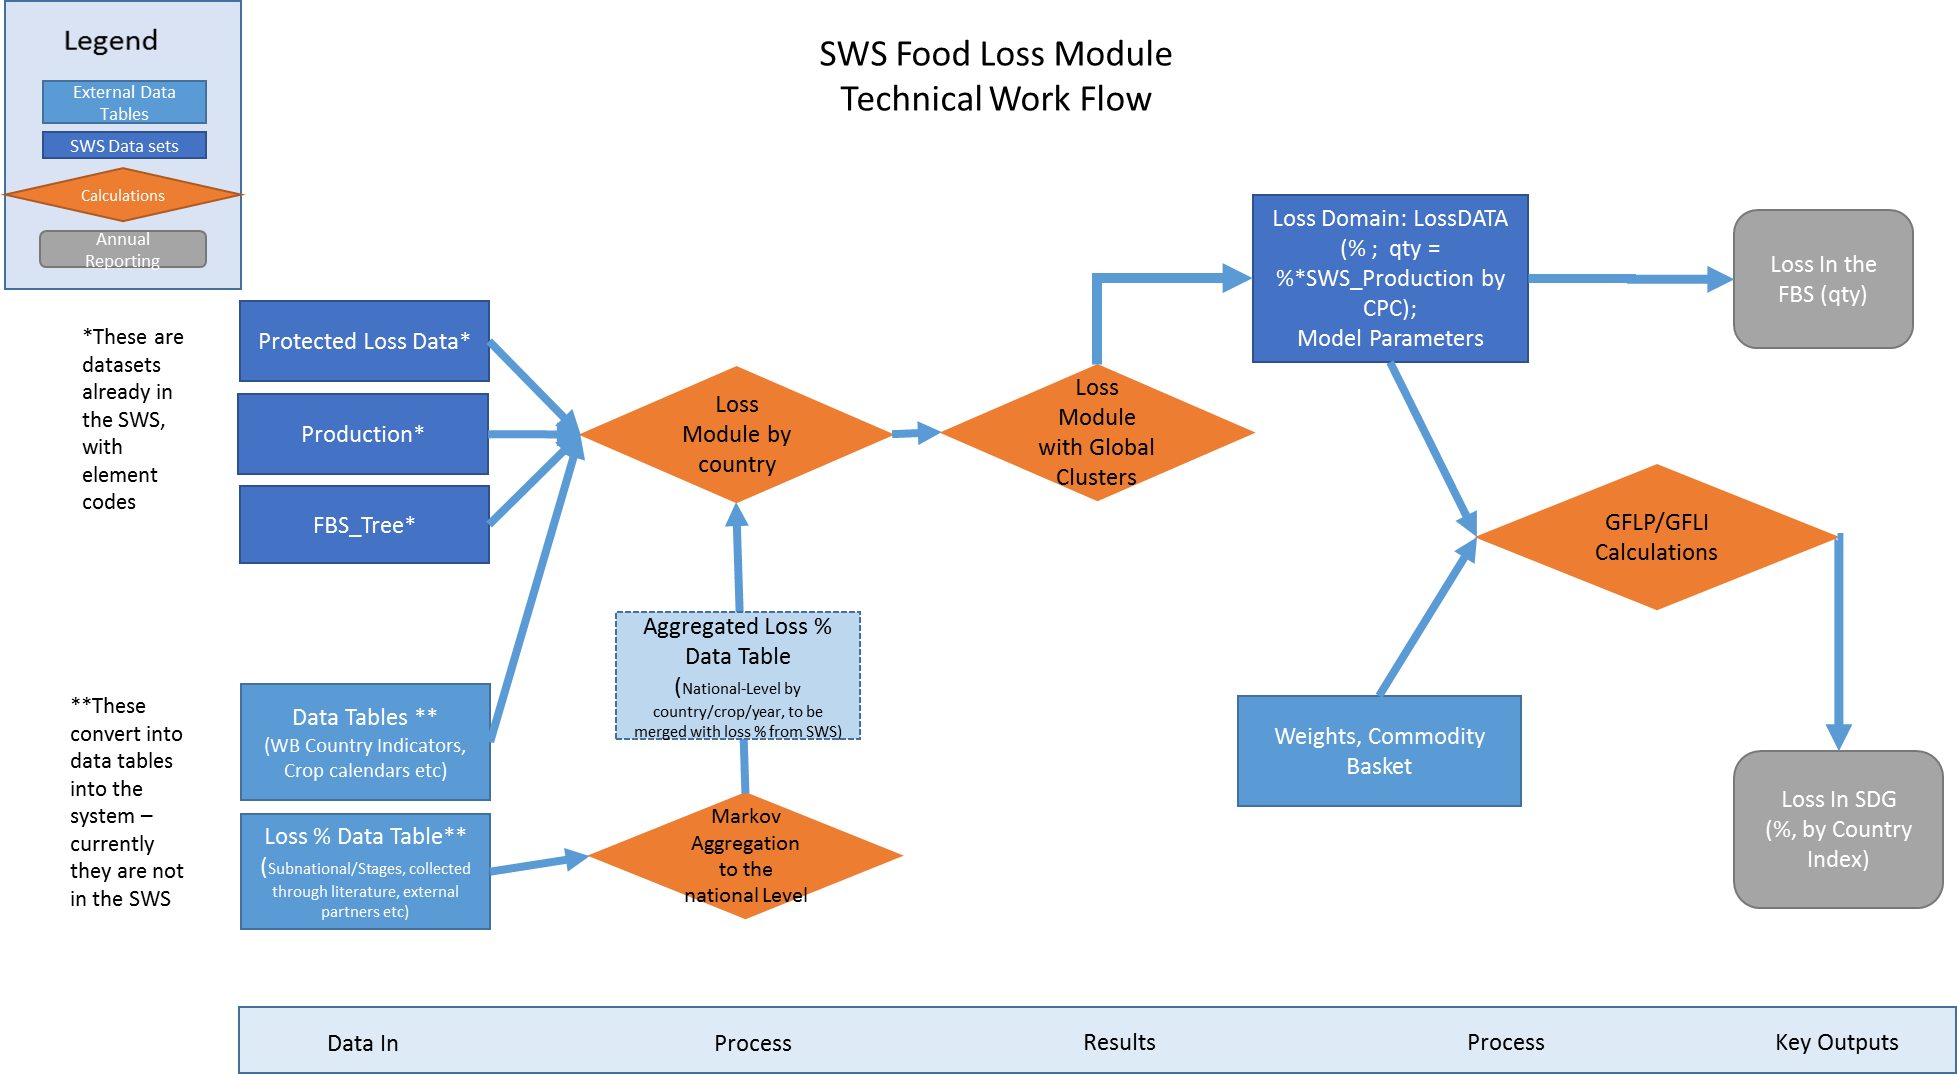 Legend
External Data
Tables
SWS Data sets
Calculations
Annual
Reporting
SWS Food Loss Module
Technical Work Flow
*These are
datasets
already in
the SWS,
with
element
codes
Protected Loss Data*
Production*
FBS_Tree*
**These
convert into
data tables
into the
system –
currently
they are not
in the SWS
Data Tables **
(WB Country Indicators,
Crop calendars etc)
Loss % Data Table**
(Subnational/Stages, collected
through literature, external
partners etc)
Loss
Module by
country
Aggregated Loss %
Data Table
(National-Level by
country/crop/year, to be
merged with loss % from SWS)
Markov
Aggregation
to the
national Level
Loss
Module
with Global
Clusters
Loss Domain: LossDATA
(% ; qty =
%*SWS_Production by
CPC);
Model Parameters
Weights, Commodity
Basket
GFLP/GFLI
Calculations
Loss In the
FBS (qty)
Loss In SDG
(%, by Country
Index)
Data In
Process
Results
Process
Key Outputs